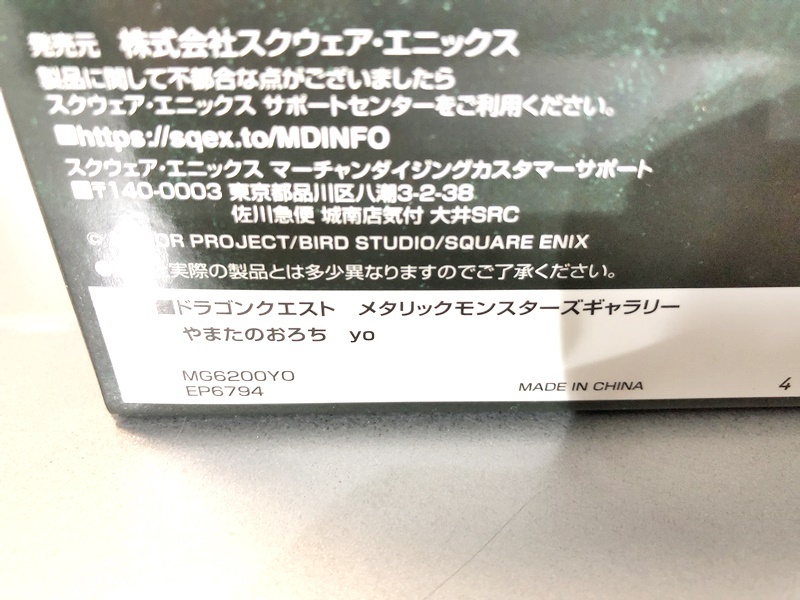 発売元 株式会社スクウェア・エニックス
製品に関して不都合な点がございましたら
スクウェア・エニックス サポートセンターをご利用ください。
■https://sqex.to/MDINFO
スクウェア・エニックス マーチャンダイジングカスタマーサポート
■〒140-0003 東京都品川区八潮3-2-38
佐川急便 城南店気付 大井SRC
© OR PROJECT/BIRD STUDIO/SQUARE ENIX
実際の製品とは多少異なりますのでご了承ください。
ドラゴンクエスト メタリックモンスターズギャラリー
やまたのおろち yo
MG6200YO
EP6794
MADE IN CHINA
4